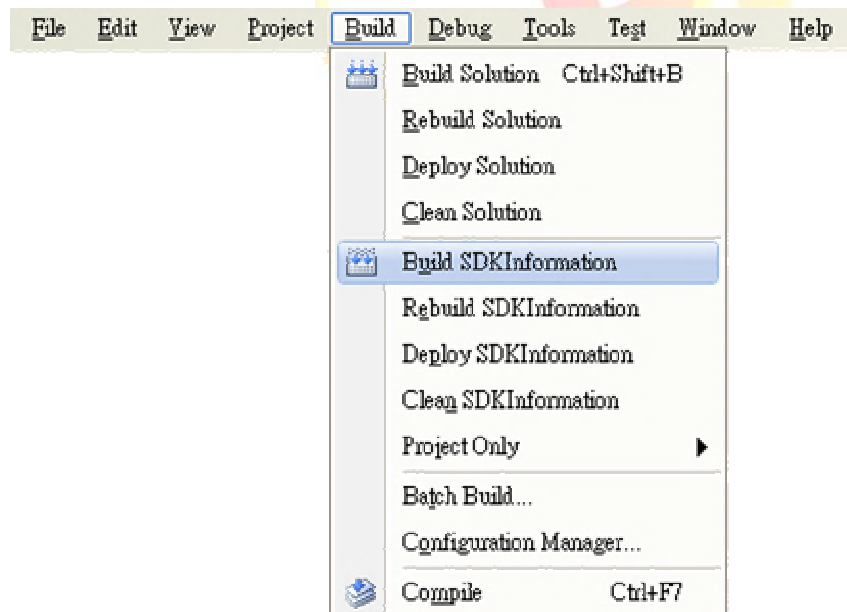 File Edit View Project Build Debug Tools Test Window Help
Build Solution Ctrl+Shift+B
Rebuild Solution
Deploy Solution
Clean Solution
Build SDKInformation
Rebuild SDKInformation
Deploy SDKInformation
Clean SDKInformation
Project Only
Batch Build...
Configuration Manager...
Compile Ctrl+F7